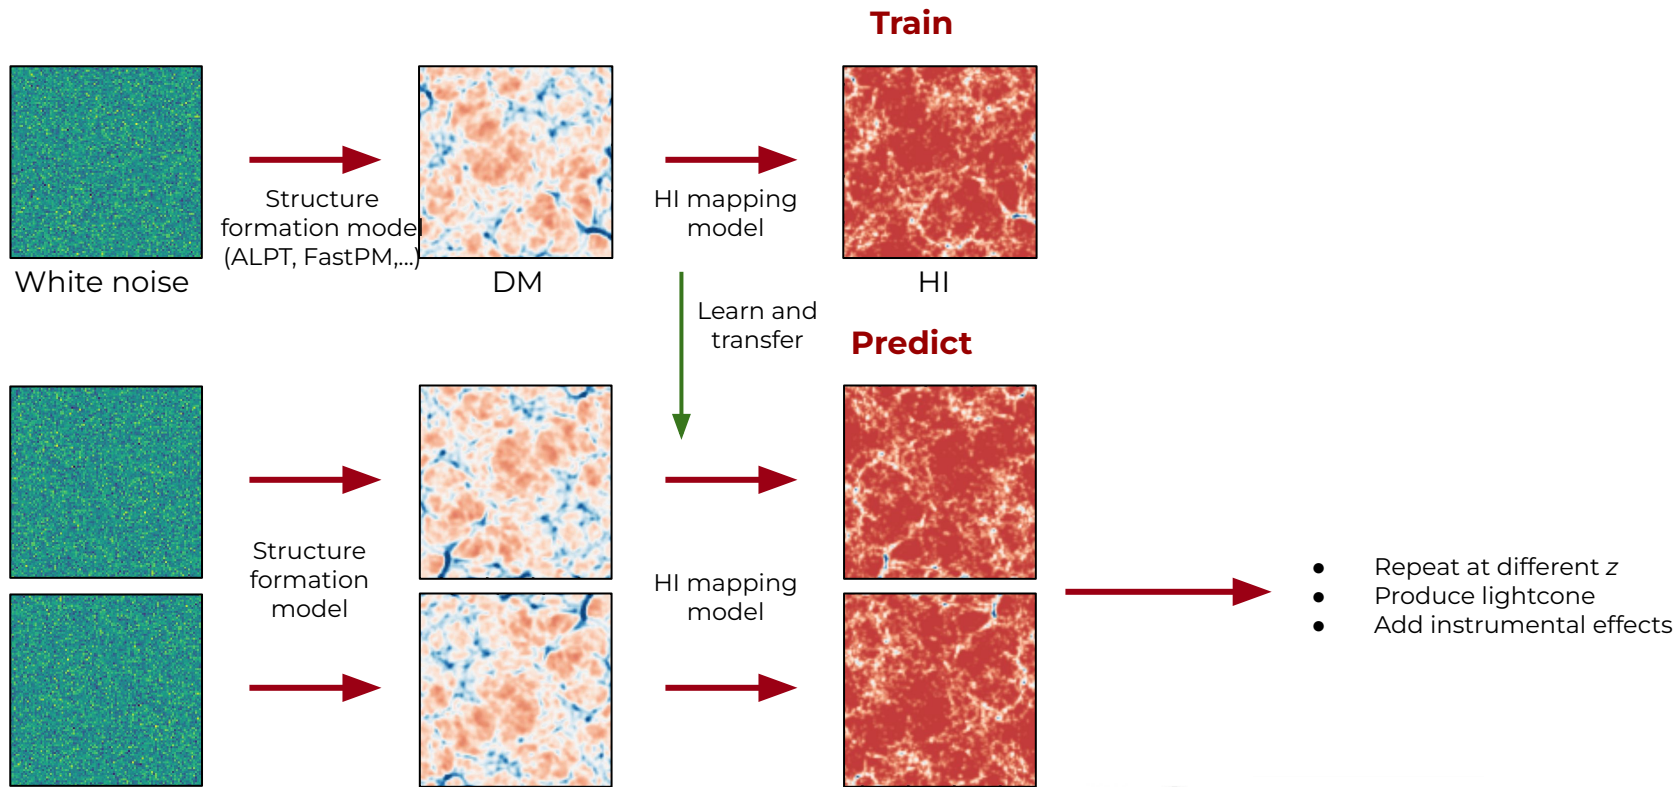 Train
Structure
formation model
(ALPT, FastPM,...)
HI mapping
model
White noise
DM
HI
Learn and
transfer
Predict
Structure
formation
model
HI mapping
model
● Repeat at different z
● Produce lightcone
● Add instrumental effects